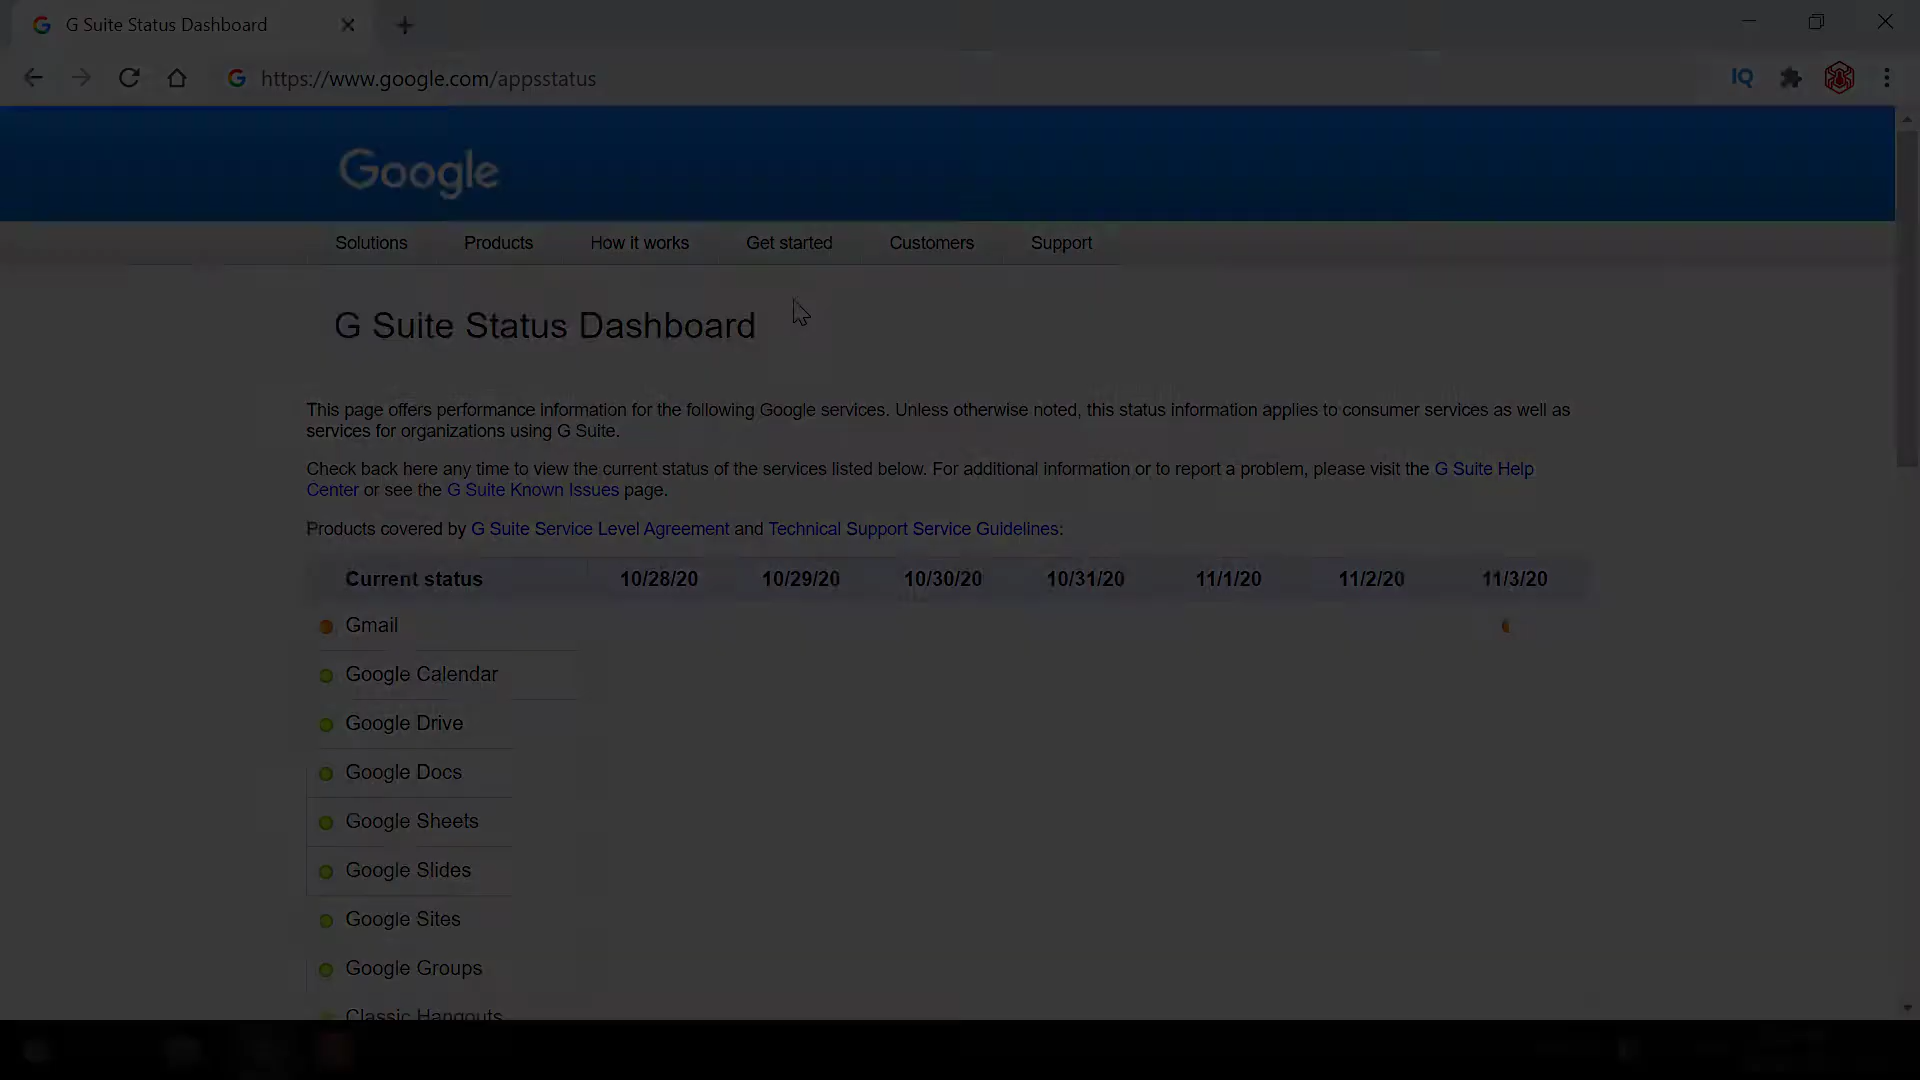 G Suite Status Dashboard
https://www.google.com/appsstatus
IQ
Google
Solutions Products How it works Get started Customers Support
G Suite Status Dashboard
This page offers performance information for the following Google services. Unless otherwise noted, this status information applies to consumer services as well as
services for organizations using G Suite.
Check back here any time to view the current status of the services listed below. For additional information or to report a problem, please visit the G Suite Help
Center or see the G Suite Known Issues page.
Products covered by G Suite Service Level Agreement and Technical Support Service Guidelines:
Current status 10/28/20 10/29/20 10/30/20 10/31/20 11/1/20 11/2/20 11/3/20
Gmail
Google Calendar
Google Drive
Google Docs
Google Sheets
Google Slides
Google Sites
Google Groups
Classic Hangouts